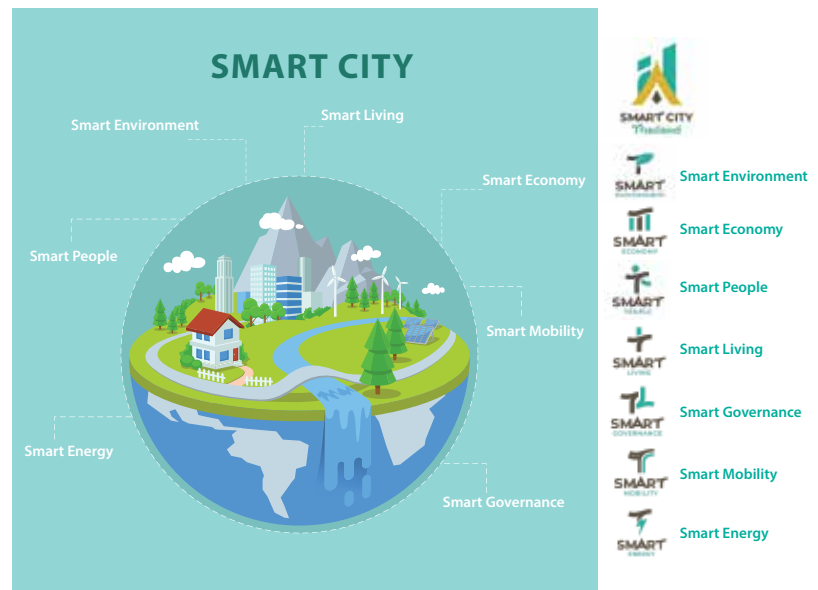 SMART CITY
Smart Living
Smart Environment
Smart Economy
Smart People
Smart Mobility
Smart Energy
Smart Governance
SMART CITY
Thailand
SMART
ENVIRONMENT
Smart Environment
SMART
ECONOMY
Smart Economy
SMART
PEOPLE
Smart People
SMART
LIVING
Smart Living
SMART
GOVERNANCE
Smart Governance
SMART
MOBILITY
Smart Mobility
SMART
ENERGY
Smart Energy